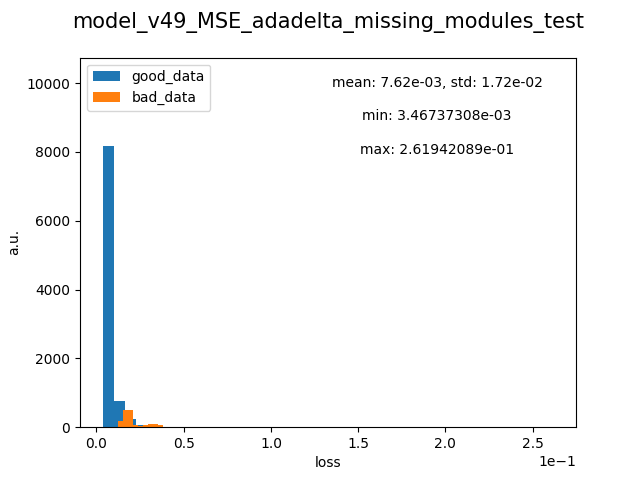 model_v49_MSE_adadelta_missing_modules_test
good_data
bad_data
mean: 7.62e-03, std: 1.72e-02
min: 3.46737308e-03
max: 2.61942089e-01
10000
8000
6000
4000
2000
0
a.u.
0.0 0.5 1.0 1.5 2.0 2.5
1e−1
loss